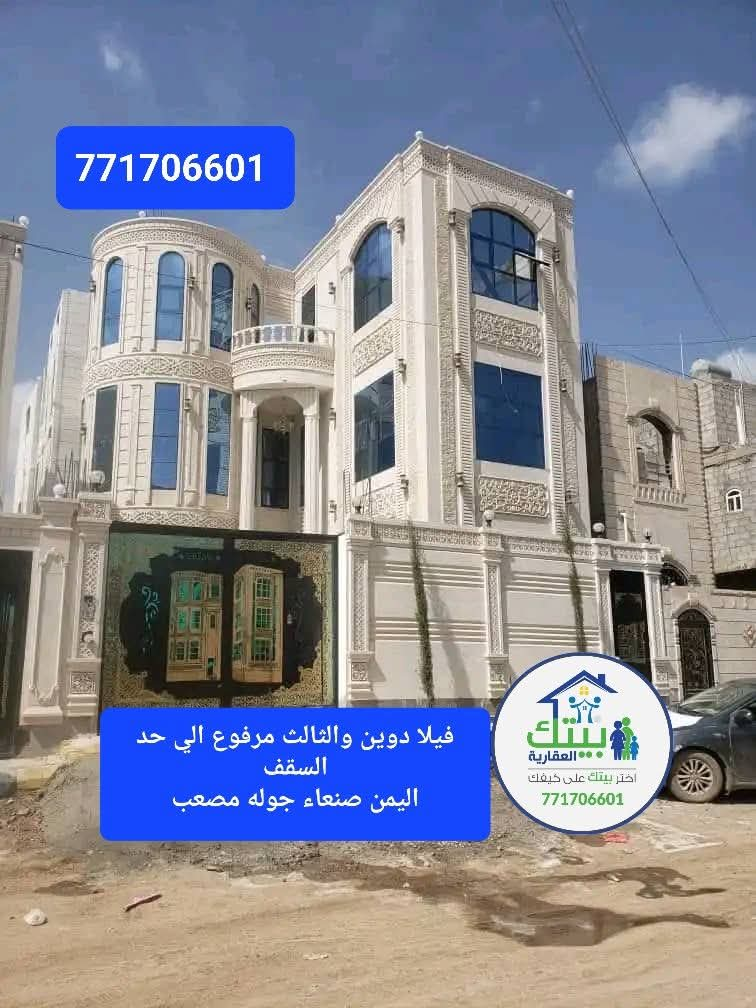 771706601
فيلا دوين والثالث مرفوع الي حد
السقف
اليمن صنعاء جوله مصعب
بيتك
العقارية
اختر بيتك على كيفك
771706601